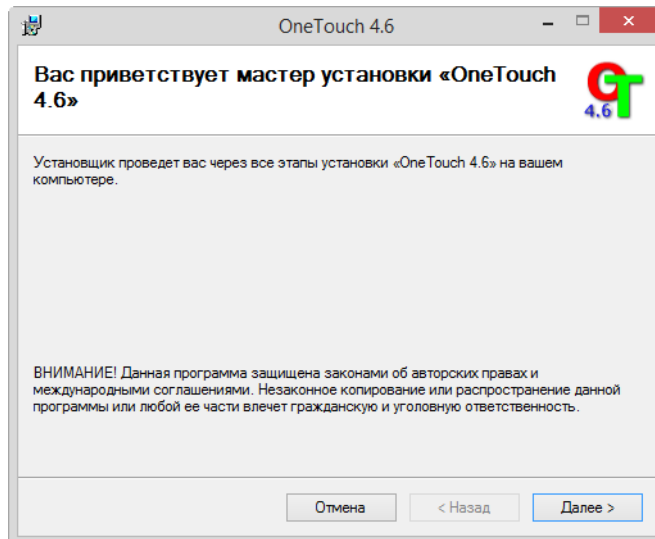 OneTouch 4.6
Вас приветствует мастер установки «OneTouch
4.6»
GT
4.6
Установщик проведет вас через все этапы установки «OneTouch 4.6» на вашем
компьютере.
ВНИМАНИЕ! Данная программа защищена законами об авторских правах и
международными соглашениями. Незаконное копирование или распространение данной
программы или любой ее части влечет гражданскую и уголовную ответственность.
Отмена
< Назад
Далее >